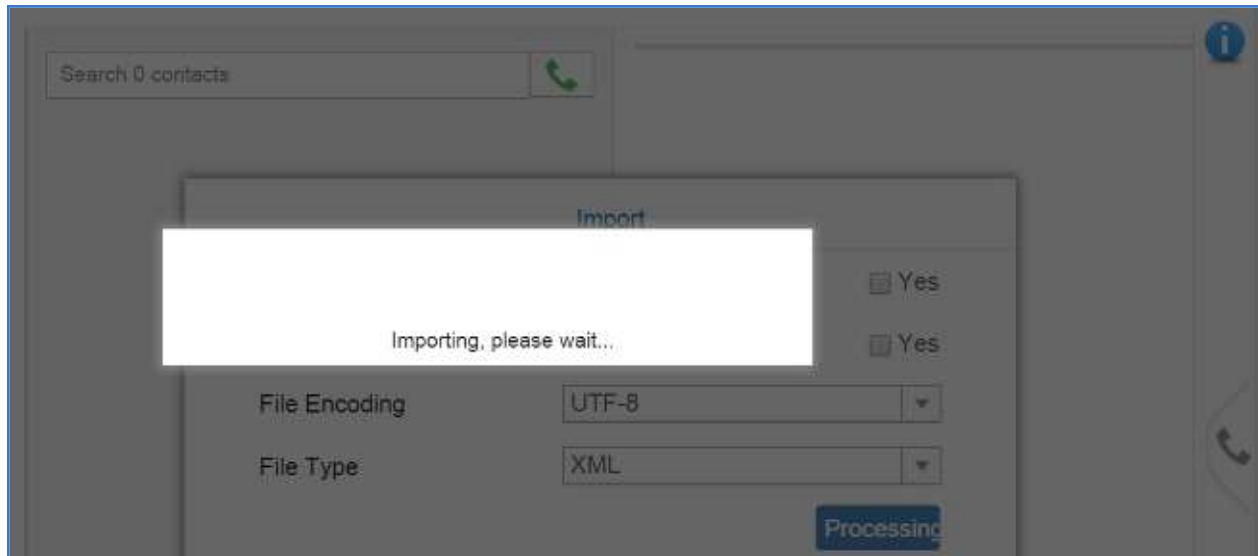 Search 0 contacts
Import
Yes
Importing, please wait...
Yes
File Encoding
UTF-8
File Type
XML
Processing